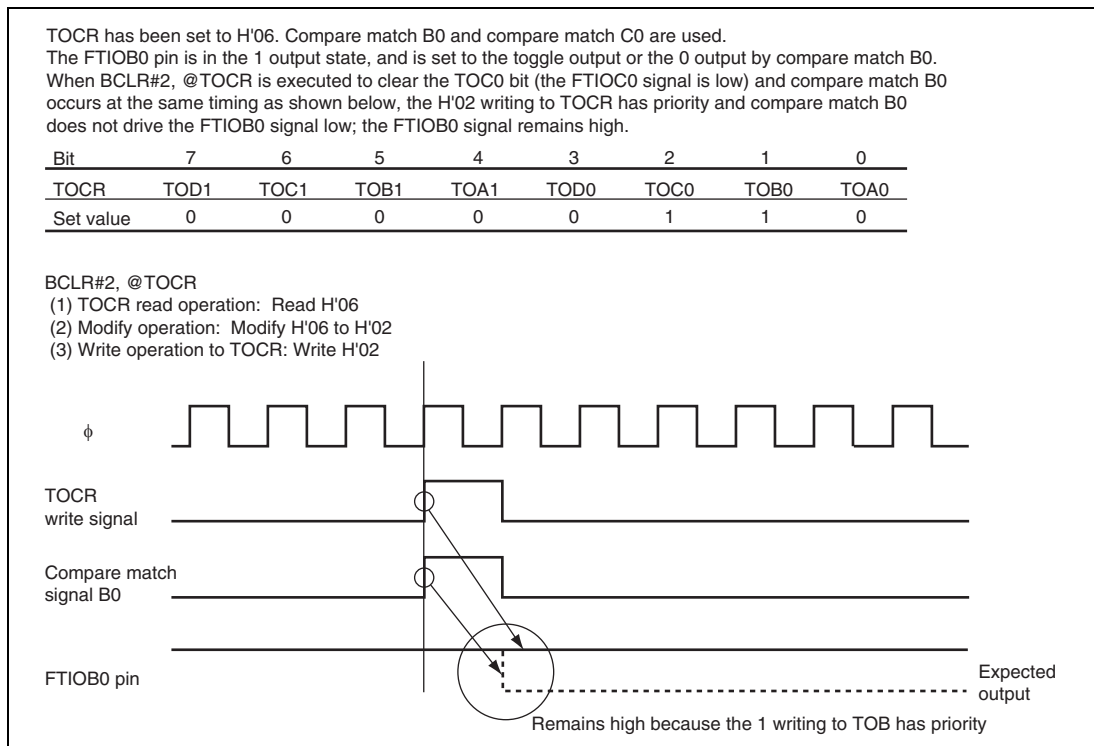 TOCR has been set to H'06. Compare match B0 and compare match C0 are used.
The FTIOB0 pin is in the 1 output state, and is set to the toggle output or the 0 output by compare match B0.
When BCLR#2, @TOCR is executed to clear the TOC0 bit (the FTIOC0 signal is low) and compare match B0
occurs at the same timing as shown below, the H'02 writing to TOCR has priority and compare match B0
does not drive the FTIOB0 signal low; the FTIOB0 signal remains high.
Bit 7 6 5 4 3 2 1 0
TOCR TOD1 TOC1 TOB1 TOA1 TOD0 TOC0 TOB0 TOA0
Set value 0 0 0 0 0 1 1 0
BCLR#2, @TOCR
(1) TOCR read operation: Read H'06
(2) Modify operation: Modify H'06 to H'02
(3) Write operation to TOCR: Write H'02
ϕ
TOCR
write signal
Compare match
signal B0
FTIOB0 pin
Expected
output
Remains high because the 1 writing to TOB has priority